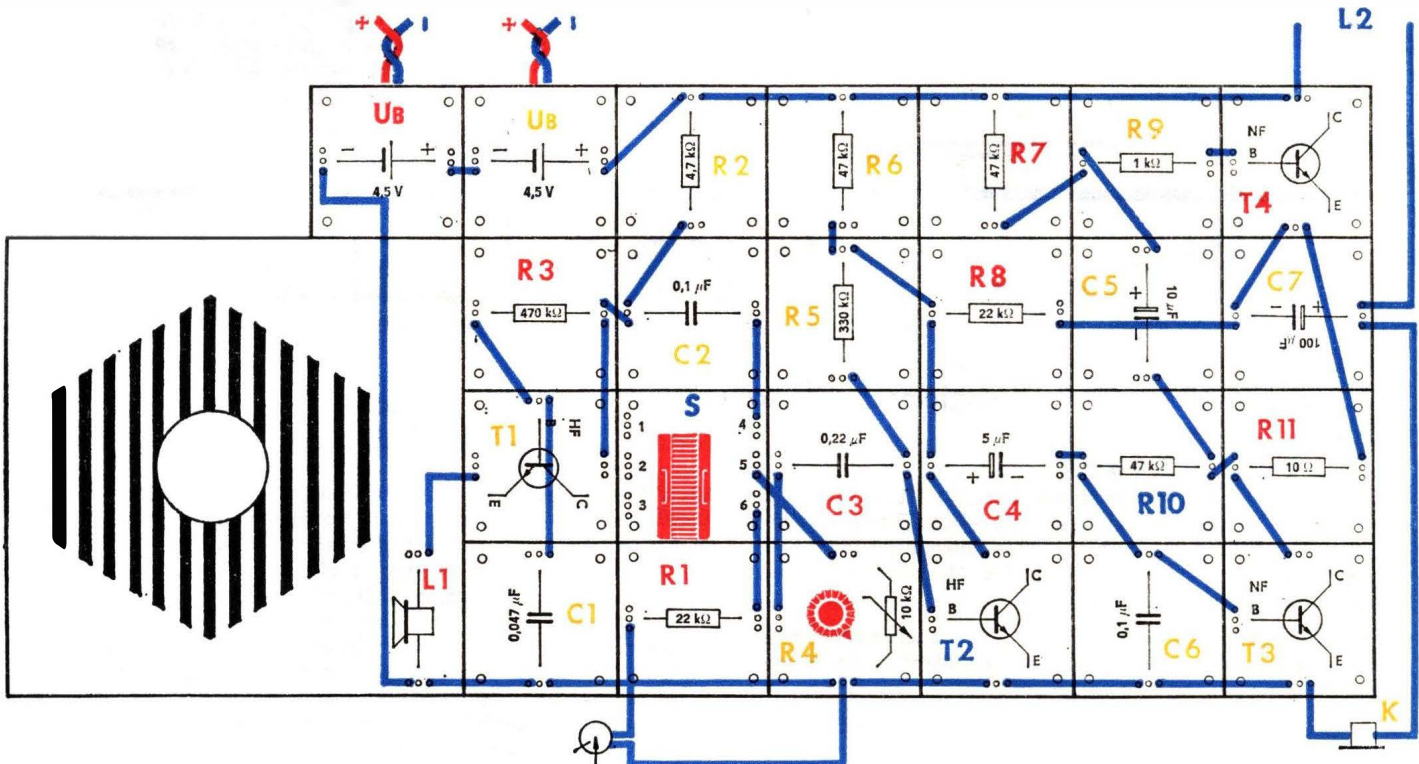 L2
+ -
+ -
UB
− +
4,5 V
UB
− +
4,5 V
R2
4,7 kΩ
R6
47 kΩ
R7
47 kΩ
R9
1 kΩ
NF
B
C
E
T4
R3
470 kΩ
0,1 µF
C2
R5
330 kΩ
R8
22 kΩ
C5
+
10 µF
C7
− +
100 µF
T1
B
HF
E
C
S
1
2
3
4
5
6
0,22 µF
C3
5 µF
+ −
C4
47 kΩ
R10
R11
10 Ω
L1
0,047 µF
C1
R1
22 kΩ
R4
10 kΩ
HF
B
C
E
T2
0,1 µF
C6
NF
B
C
E
T3
K